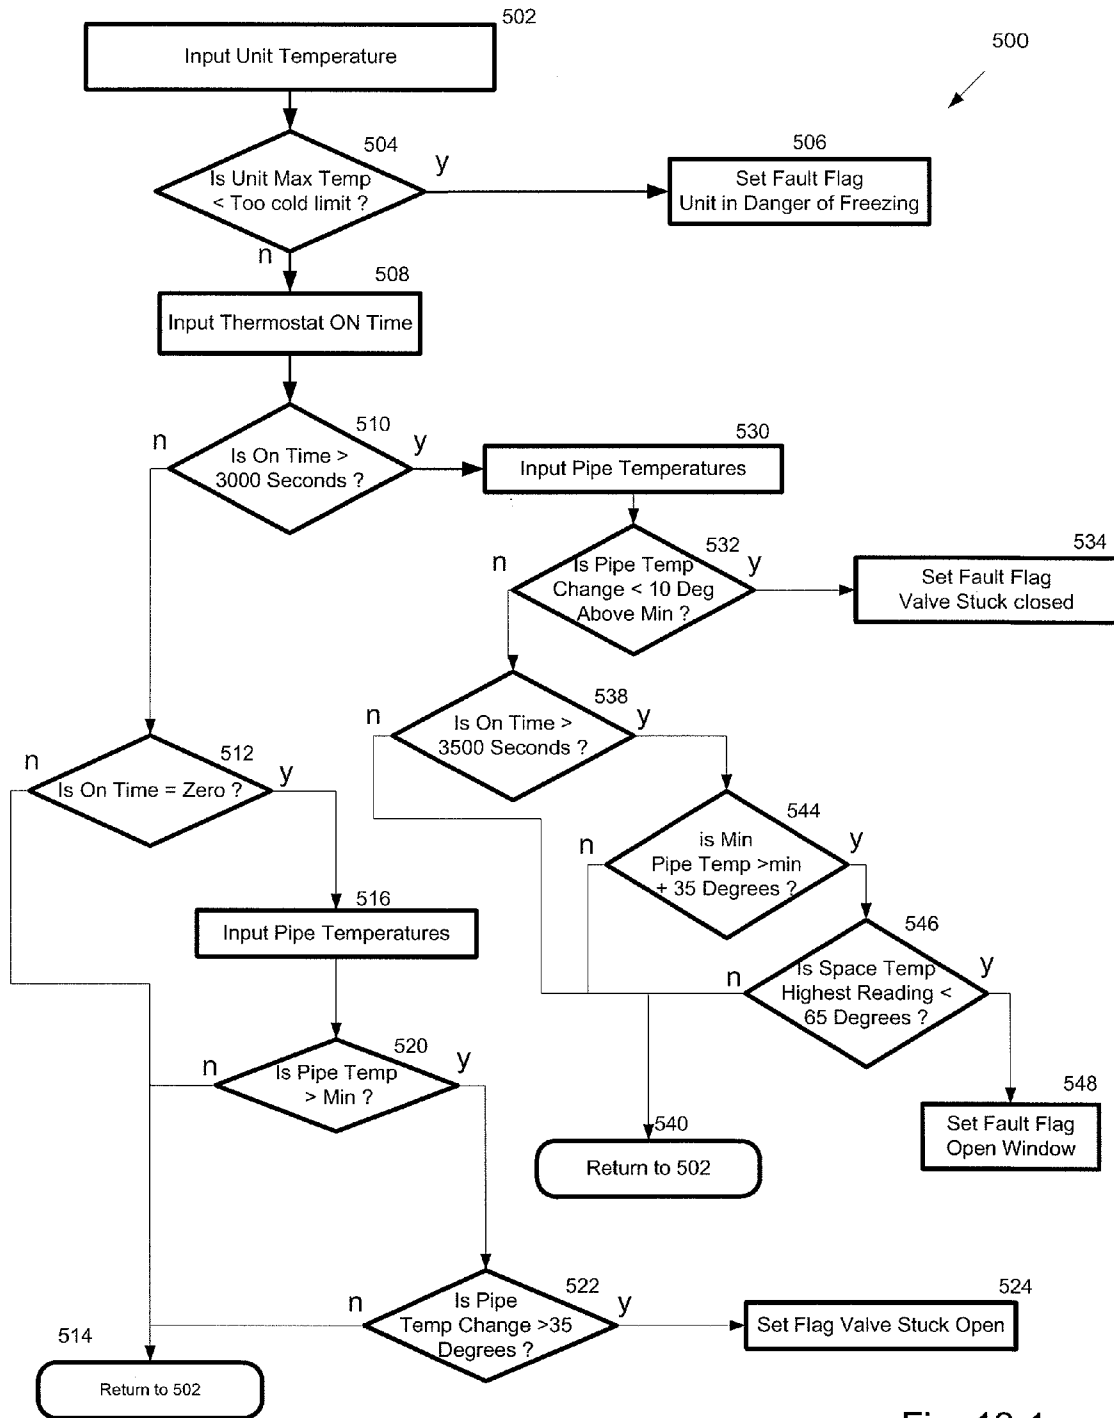 502
Input Unit Temperature
500
504
y
Is Unit Max Temp
< Too cold limit ?
506
Set Fault Flag
Unit in Danger of Freezing
n
508
Input Thermostat ON Time
510
n
y
Is On Time >
3000 Seconds ?
530
Input Pipe Temperatures
532
n
y
Is Pipe Temp
Change < 10 Deg
Above Min ?
534
Set Fault Flag
Valve Stuck closed
538
n
y
Is On Time >
3500 Seconds ?
512
n
y
Is On Time = Zero ?
544
n
y
is Min
Pipe Temp >min
+ 35 Degrees ?
516
Input Pipe Temperatures
546
n
y
Is Space Temp
Highest Reading <
65 Degrees ?
520
n
y
Is Pipe Temp
> Min ?
548
Set Fault Flag
Open Window
540
Return to 502
522
n
y
Is Pipe
Temp Change >35
Degrees ?
524
Set Flag Valve Stuck Open
514
Return to 502